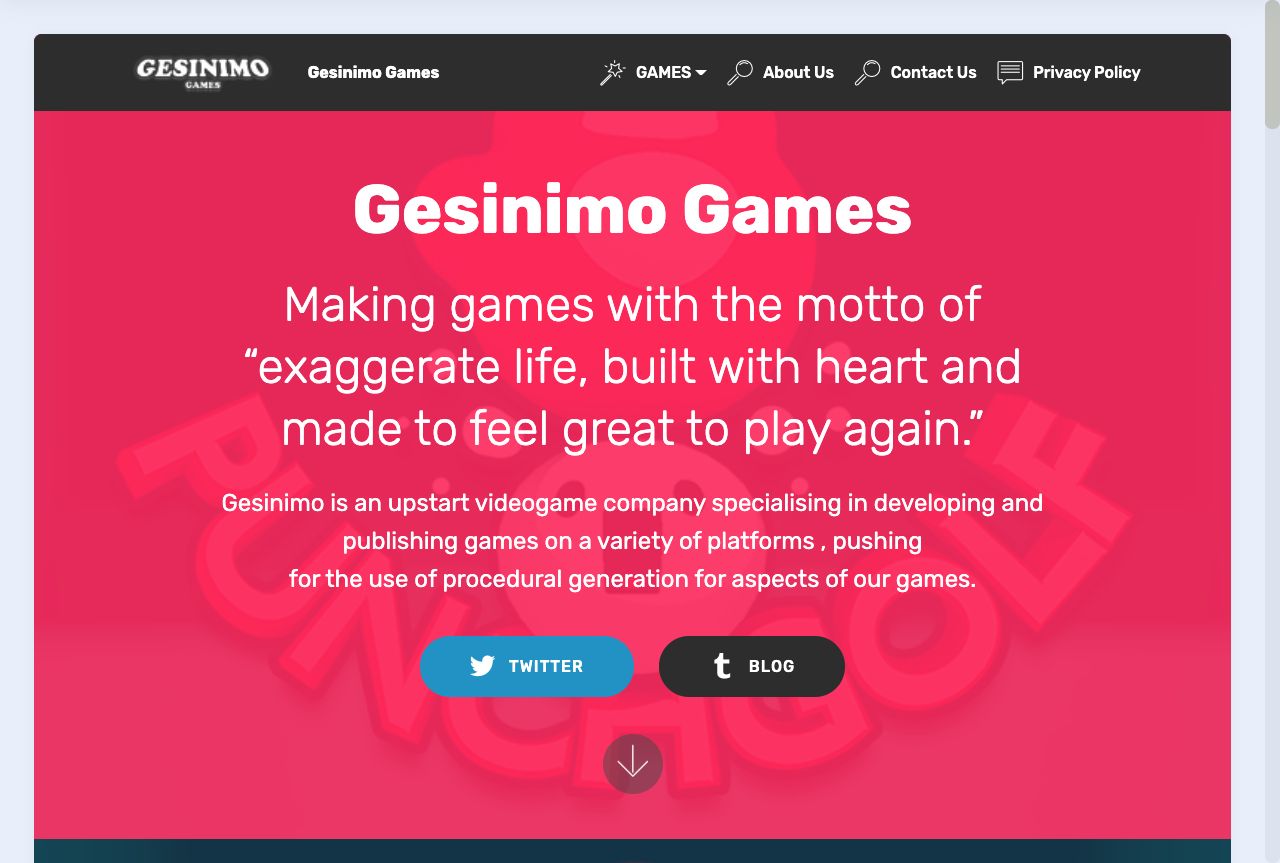 GESINIMO
GAMES
Gesinimo Games
GAMES
About Us
Contact Us
Privacy Policy
Gesinimo Games
Making games with the motto of
“exaggerate life, built with heart and
made to feel great to play again.”
Gesinimo is an upstart videogame company specialising in developing and
publishing games on a variety of platforms , pushing
for the use of procedural generation for aspects of our games.
TWITTER
BLOG
PUNCH GOLF